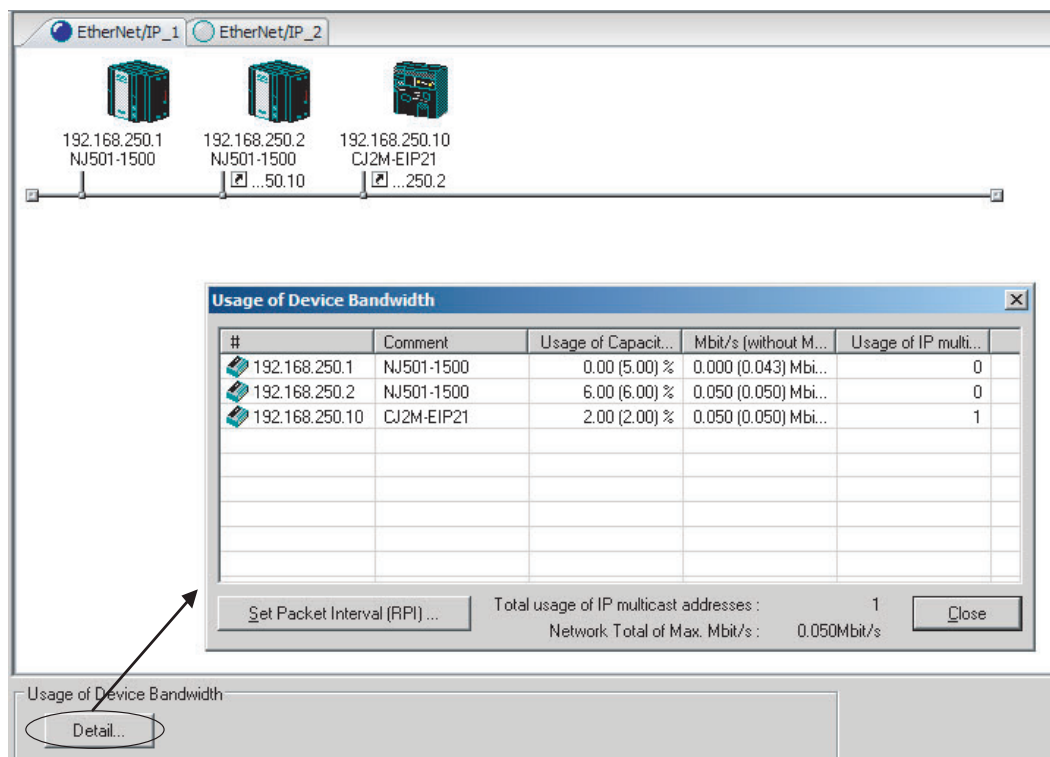 EtherNet/IP_1 EtherNet/IP_2
192.168.250.1 192.168.250.2 192.168.250.10
NJ501-1500 NJ501-1500 CJ2M-EIP21
...50.10 ...250.2
Usage of Device Bandwidth
# Comment Usage of Capacit... Mbit/s (without M... Usage of IP multi...
192.168.250.1 NJ501-1500 0.00 (5.00) % 0.000 (0.043) Mbi... 0
192.168.250.2 NJ501-1500 6.00 (6.00) % 0.050 (0.050) Mbi... 0
192.168.250.10 CJ2M-EIP21 2.00 (2.00) % 0.050 (0.050) Mbi... 1
Set Packet Interval (RPI) ... Total usage of IP multicast addresses : 1 Close
Network Total of Max. Mbit/s : 0.050Mbit/s
Usage of Device Bandwidth
Detail...